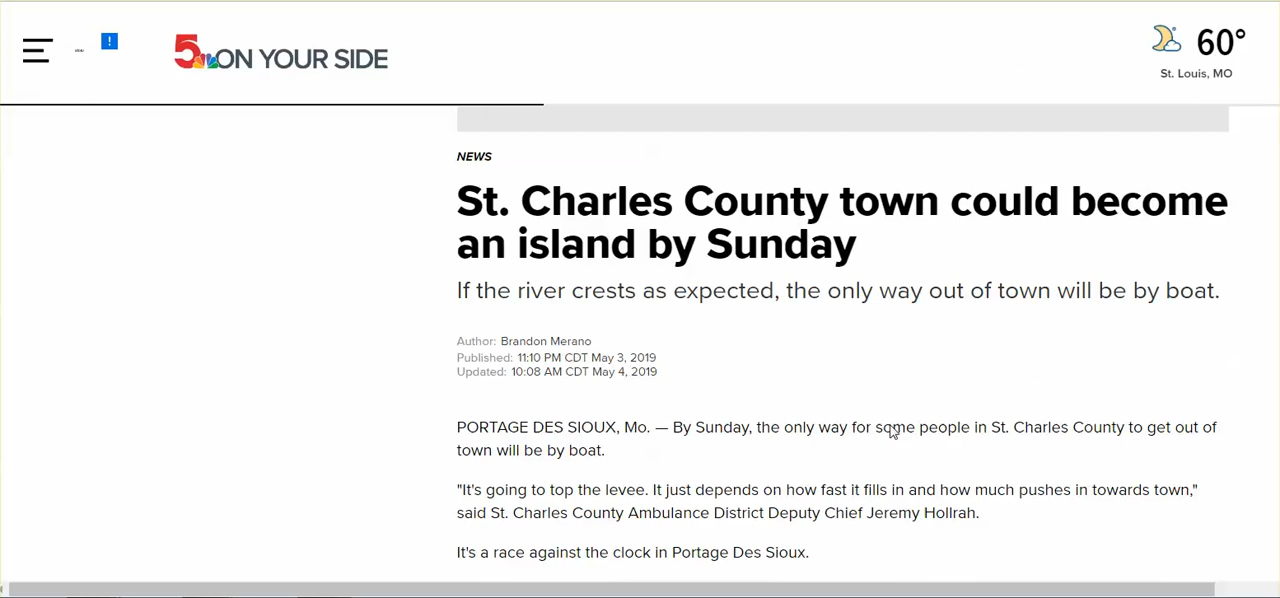 5 ON YOUR SIDE
60°
St. Louis, MO
NEWS
St. Charles County town could become
an island by Sunday
If the river crests as expected, the only way out of town will be by boat.
Author: Brandon Merano
Published: 11:10 PM CDT May 3, 2019
Updated: 10:08 AM CDT May 4, 2019
PORTAGE DES SIOUX, Mo. — By Sunday, the only way for some people in St. Charles County to get out of
town will be by boat.
"It's going to top the levee. It just depends on how fast it fills in and how much pushes in towards town,"
said St. Charles County Ambulance District Deputy Chief Jeremy Hollrah.
It's a race against the clock in Portage Des Sioux.